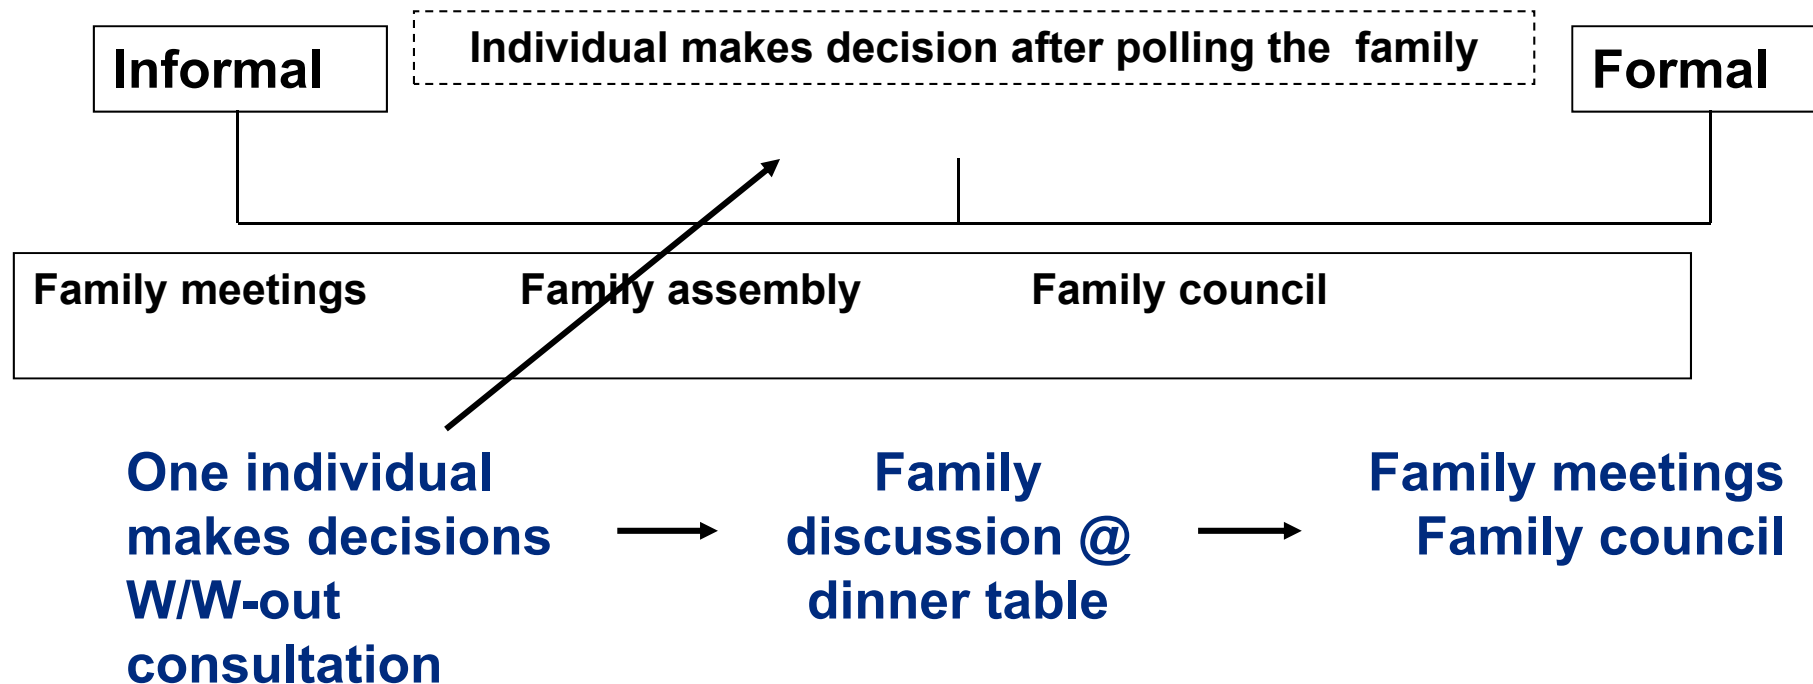 Informal
Individual makes decision after polling the  family
Formal
Family meetings Family assembly Family council
One individual
makes decisions
W/W-out
consultation
Family
discussion @
dinner table
Family meetings
Family council